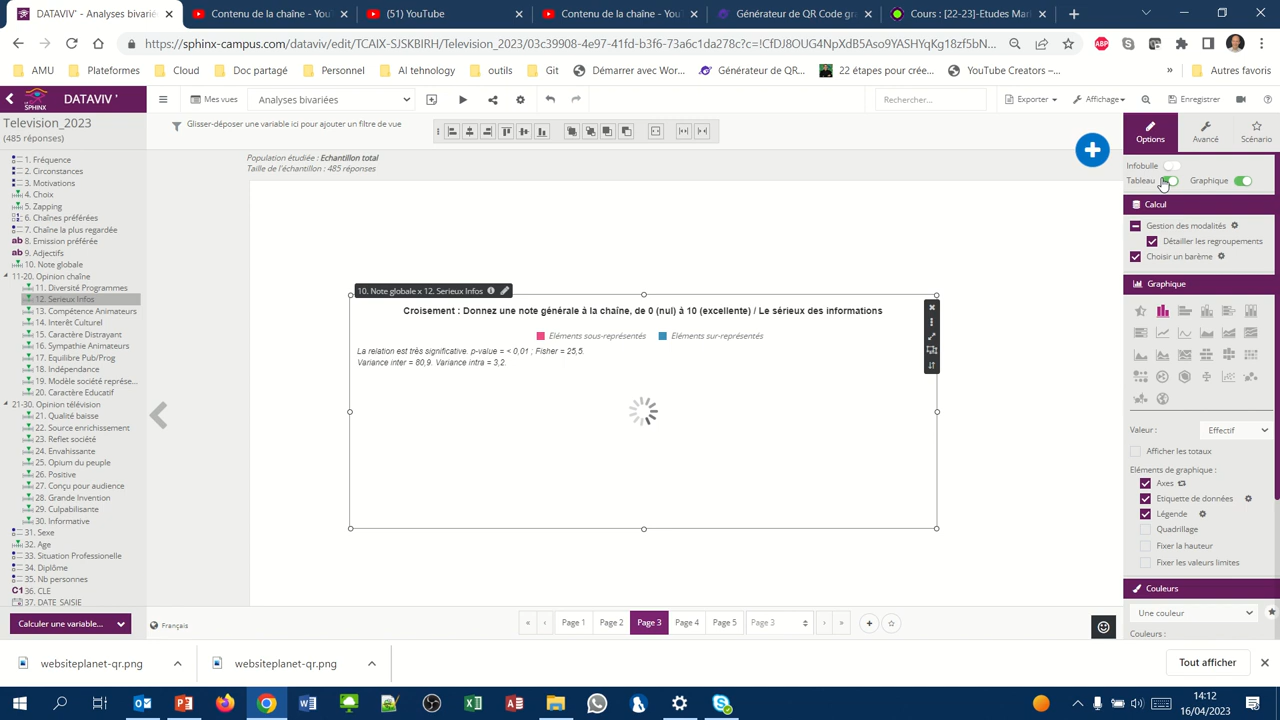 DATAVIV' - Analyses bivariées
Contenu de la chaîne - You
(51) YouTube
Contenu de la chaîne - You
Générateur de QR Code gra
Cours : [22-23]-Etudes Mar
https://sphinx-campus.com/dataviv/edit/TCAIX-S4SKBISH/Television_2023/
AMU
Plateformes
Cloud
Doc partagé
Personnel
AI tehnology
outils
Git
Démarrer avec Wor...
Générateur de QR...
22 étapes pour crée...
YouTube Creators –...
»
Autres favoris
SPHINX
DATAVIV '
Mes vues
Analyses bivariées
Rechercher...
Exporter
Affichage
Enregistrer
Television_2023
(485 réponses)
Glisser-déposer une variable ici pour ajouter un filtre de vue
Options
Avancé
Scénario
1. Fréquence
2. Circonstances
3. Motivations
4. Choix
5. Zapping
6. Chaînes préférées
7. Chaîne la plus regardée
ab 8. Emission préférée
ab 9. Adjectifs
10. Note globale
11-20. Opinion chaîne
11. Diversité Programmes
12. Serieux Infos
13. Compétence Animateurs
14. Interêt Culturel
15. Caractère Distrayant
16. Sympathie Animateurs
17. Equilibre Pub/Prog
18. Indépendance
19. Modèle société représe...
20. Caractère Educatif
21-30. Opinion télévision
21. Qualité baisse
22. Source enrichissement
23. Reflet société
24. Envahissante
25. Opium du peuple
26. Positive
27. Conçu pour audience
28. Grande Invention
29. Culpabilisante
30. Informative
31. Sexe
32. Age
33. Situation Professionelle
34. Diplôme
35. Nb personnes
C1 36. CLE
37. DATE_SAISIE
Calculer une variable...
Population étudiée : Echantillon total
Taille de l'échantillon : 485 réponses
10. Note globale x 12. Serieux Infos
Croisement : Donnez une note générale à la chaîne, de 0 (nul) à 10 (excellente) / Le sérieux des informations
Eléments sous-représentés
Eléments sur-représentés
La relation est très significative. p-value = < 0,01 ; Fisher = 25,5.
Variance inter = 80,9. Variance intra = 3,2.
Infobulle
Tableau
Graphique
Calcul
Gestion des modalités
Détailler les regroupements
Choisir un barème
Graphique
Valeur :
Effectif
Afficher les totaux
Eléments de graphique :
Axes
Etiquette de données
Légende
Quadrillage
Fixer la hauteur
Fixer les valeurs limites
Couleurs
Une couleur
Couleurs :
Français
«
‹
Page 1
Page 2
Page 3
Page 4
Page 5
Page 3
›
»
websiteplanet-qr.png
websiteplanet-qr.png
Tout afficher
14:12
16/04/2023